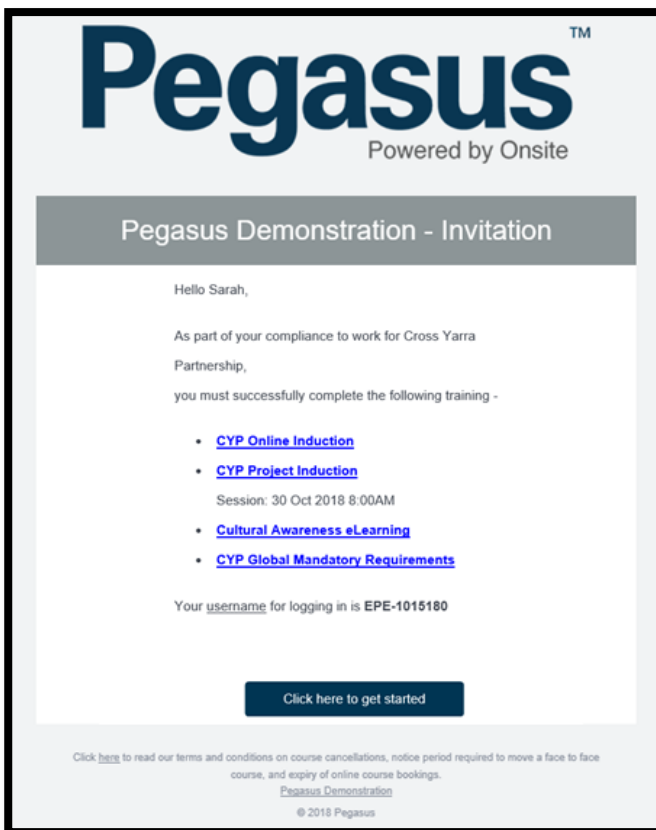 Pegasus™
Powered by Onsite
Pegasus Demonstration - Invitation
Hello Sarah,
As part of your compliance to work for Cross Yarra
Partnership,
you must successfully complete the following training -
• CYP Online Induction
• CYP Project Induction
Session: 30 Oct 2018 8:00AM
• Cultural Awareness eLearning
• CYP Global Mandatory Requirements
Your username for logging in is EPE-1015180
Click here to get started
Click here to read our terms and conditions on course cancellations, notice period required to move a face to face
course, and expiry of online course bookings.
Pegasus Demonstration
© 2018 Pegasus